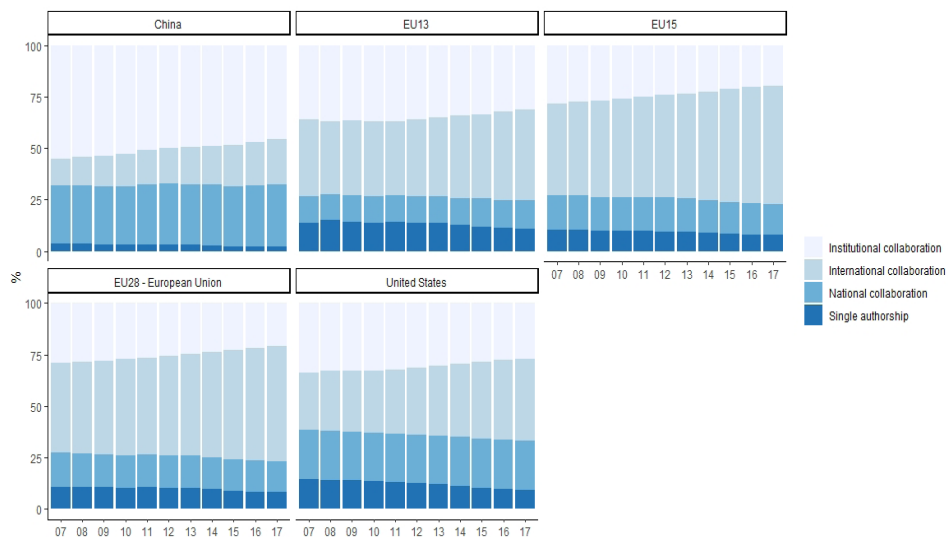 China
EU13
EU15
100
75
50
25
0
07 08 09 10 11 12 13 14 15 16 17
%
EU28 - European Union
United States
100
75
50
25
0
07 08 09 10 11 12 13 14 15 16 17
07 08 09 10 11 12 13 14 15 16 17
Institutional collaboration
International collaboration
National collaboration
Single authorship